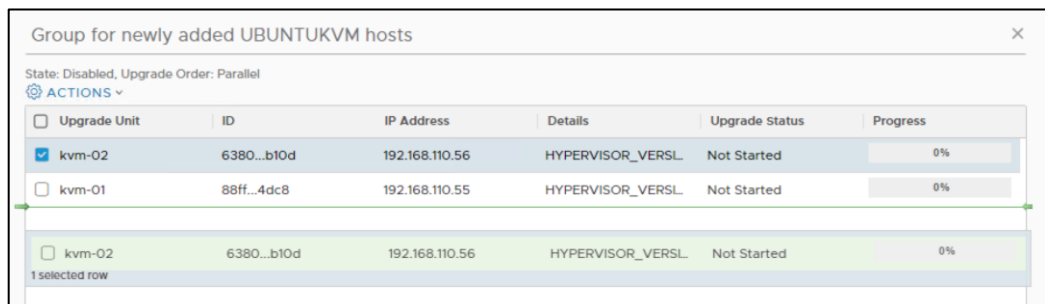 Group for newly added UBUNTUKVM hosts
State: Disabled, Upgrade Order: Parallel
ACTIONS
Upgrade Unit ID IP Address Details Upgrade Status Progress
kvm-02 6380...b10d 192.168.110.56 HYPERVISOR_VERSI... Not Started 0%
kvm-01 88ff...4dc8 192.168.110.55 HYPERVISOR_VERSI... Not Started 0%
kvm-02 6380...b10d 192.168.110.56 HYPERVISOR_VERSI... Not Started 0%
1 selected row